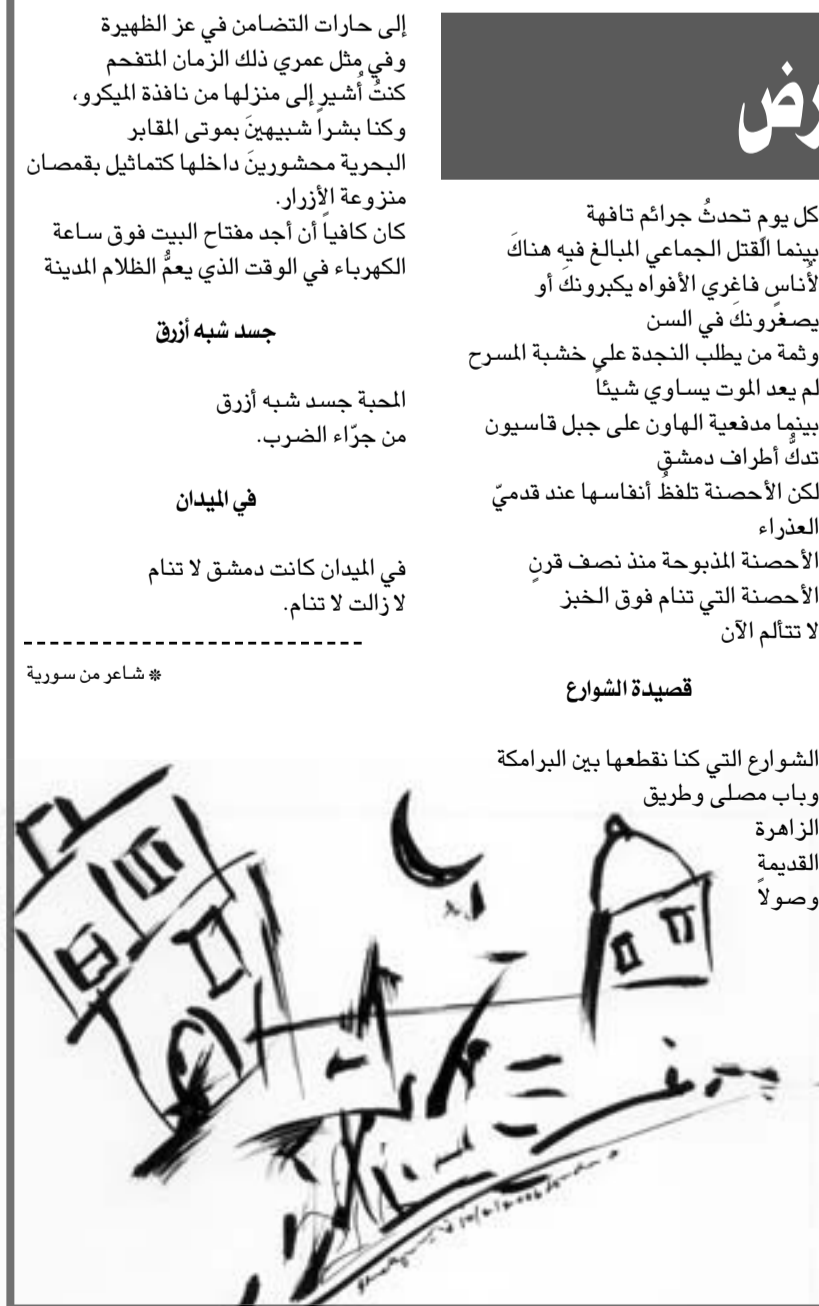 كل يومٍ تحدثُ جرائم تافهة
بينما القتل الجماعي المبالغ فيه هناكَ
لأُناسٍ فاغري الأفواه يكبرونكَ أو
يصغرونكَ في السن
وثمة من يطلب النجدة على خشبة المسرح
لم يعد الموت يساوي شيئاً
بينما مدفعية الهاون على جبل قاسيون
تدكُّ أطراف دمشق
لكن الأحصنة تلفظُ أنفاسها عند قدميّ
العذراء
الأحصنة المذبوحة منذ نصف قرنٍ
الأحصنة التي تنام فوق الخبز
لا تتألم الآن
قصيدة الشوارع
الشوارع التي كنا نقطعها بين البرامكة
وباب مصلى وطريق
الزاهرة
القديمة
وصولاً
إلى حارات التضامن في عز الظهيرة
وفي مثل عمري ذلك الزمان المتفحم
كنتُ أُشير إلى منزلها من نافذة الميكرو،
وكنا بشراً شبيهينَ بموتى المقابر
البحرية محشورينَ داخلها كتماثيل بقمصان
منزوعة الأزرار.
كان كافياً أن أجد مفتاح البيت فوق ساعة
الكهرباء في الوقت الذي يعمُّ الظلام المدينة
جسد شبه أزرق
المحبة جسد شبه أزرق
من جرّاء الضرب.
في الميدان
في الميدان كانت دمشق لا تنام
لا زالت لا تنام.
* شاعر من سورية